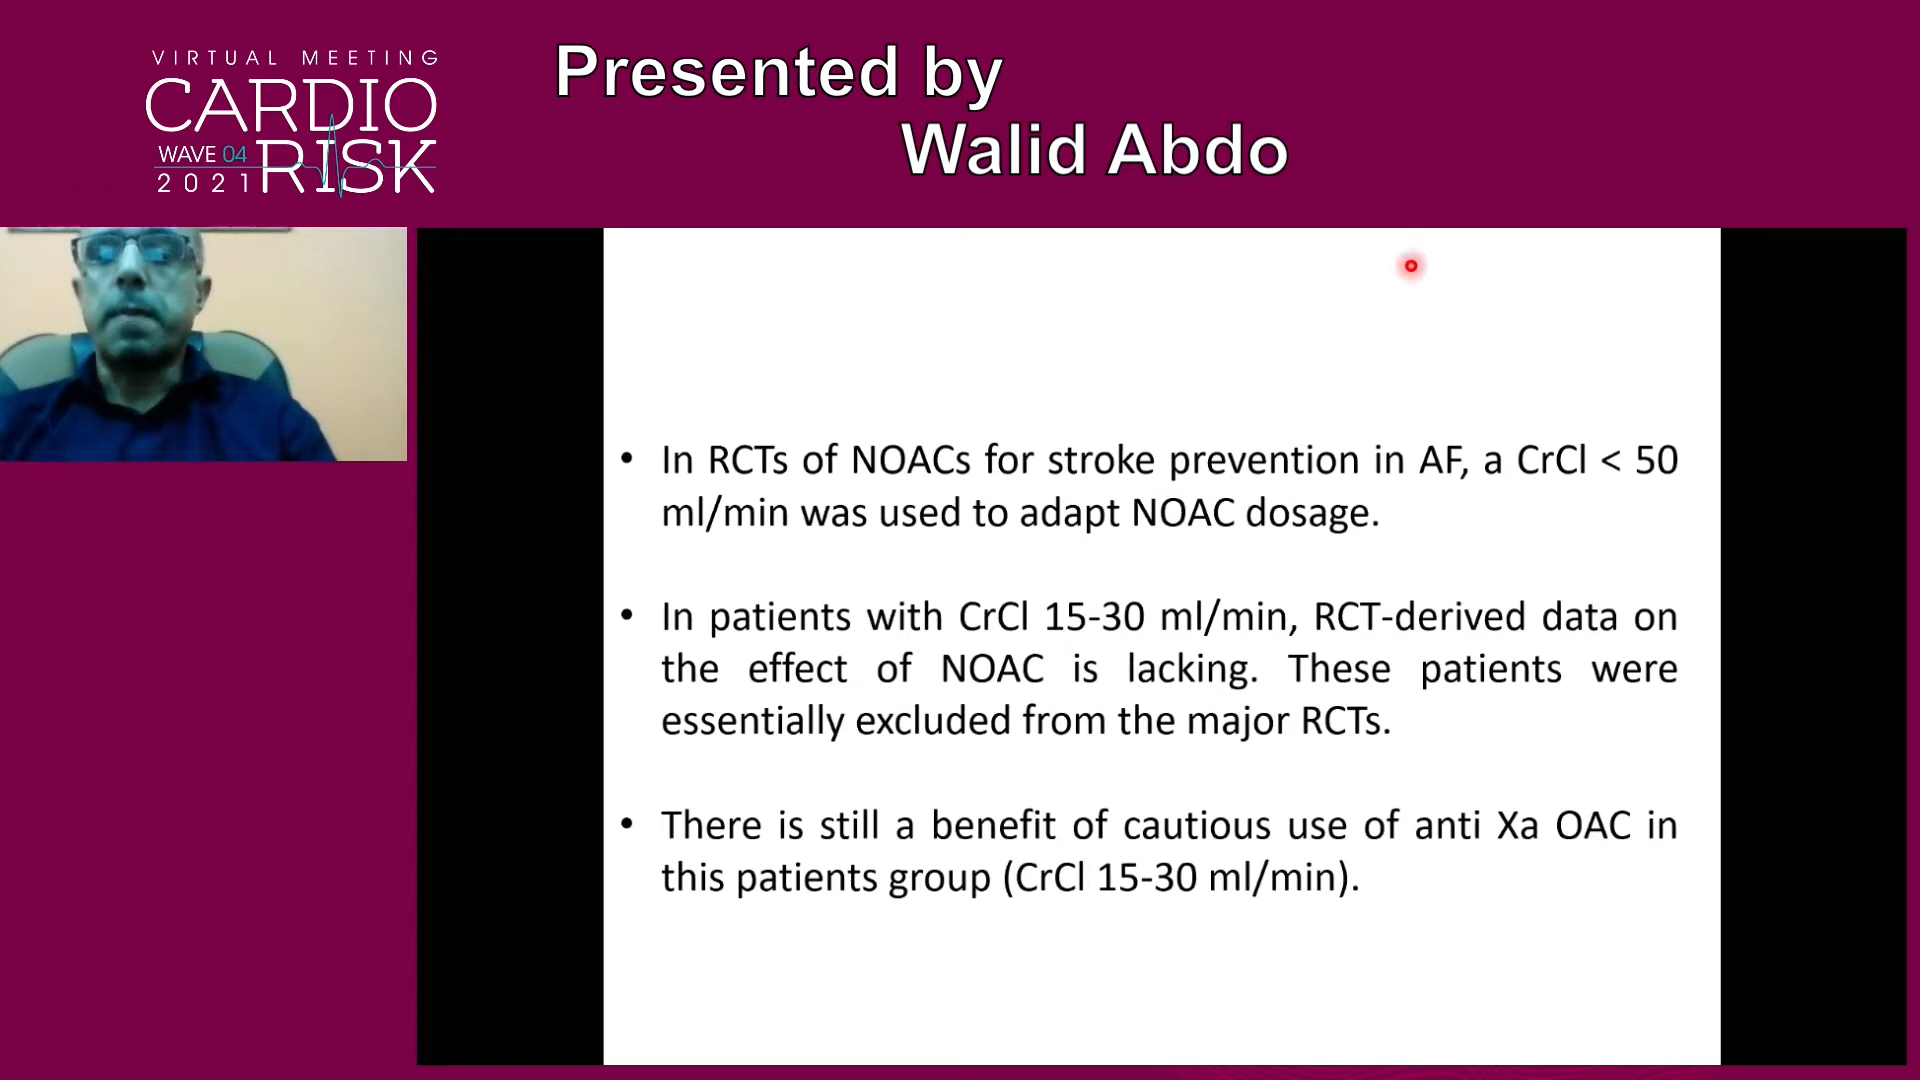 VIRTUAL MEETING
CARDIO
WAVE 04
RISK
2021
Presented by
Walid Abdo
• In RCTs of NOACs for stroke prevention in AF, a CrCl < 50
ml/min was used to adapt NOAC dosage.
• In patients with CrCl 15-30 ml/min, RCT-derived data on
the effect of NOAC is lacking. These patients were
essentially excluded from the major RCTs.
• There is still a benefit of cautious use of anti Xa OAC in
this patients group (CrCl 15-30 ml/min).